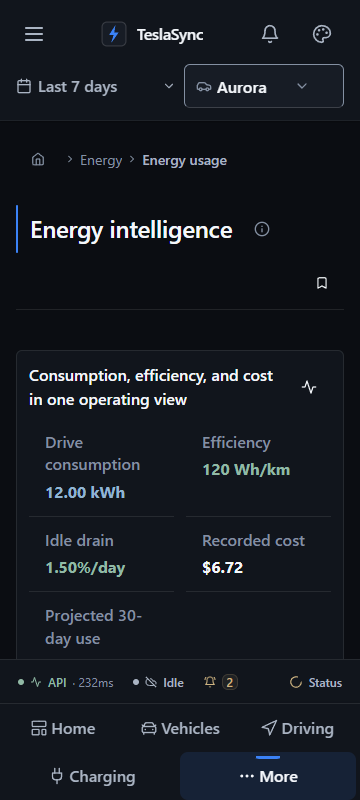 TeslaSync
Last 7 days
Aurora
Energy
Energy usage
Energy intelligence
Consumption, efficiency, and cost
in one operating view
Drive
consumption
12.00 kWh
Efficiency
120 Wh/km
Idle drain
1.50%/day
Recorded cost
$6.72
Projected 30-
day use
API · 232ms
Idle
2
Status
Home
Vehicles
Driving
Charging
More